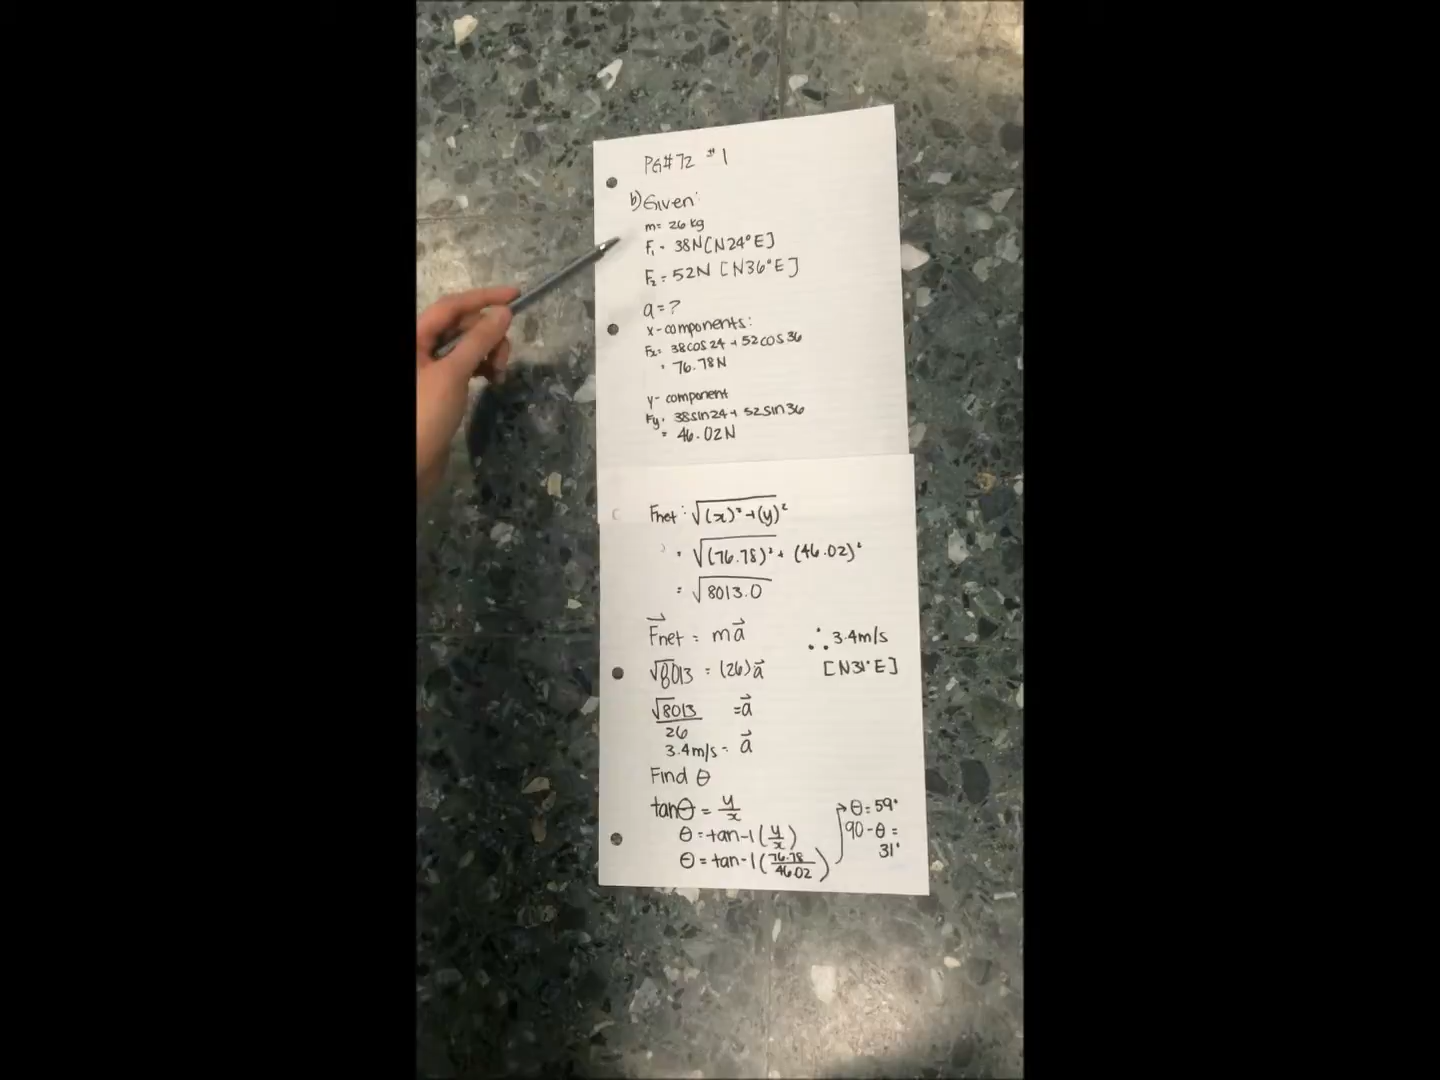 PG#72 #1
b) Given:
m= 26 kg
F₁ = 38N [N24°E]
F₂ = 52N [N36°E]
a = ?
x-components:
Fx= 38cos24 + 52cos36
= 76.78N
y-component
Fy= 38sin24 + 52sin36
= 46.02N
Fnet : √(x)² + (y)²
= √(76.78)² + (46.02)²
= √8013.0
F⃗net = ma⃗
√8013 = (26)a⃗
√8013 / 26 = a⃗
3.4m/s = a⃗
∴ 3.4m/s
[N31°E]
Find θ
tanθ = y/x
θ = tan-1(y/x)
θ = tan-1(76.78/46.02)
→ θ = 59°
90 - θ =
31°